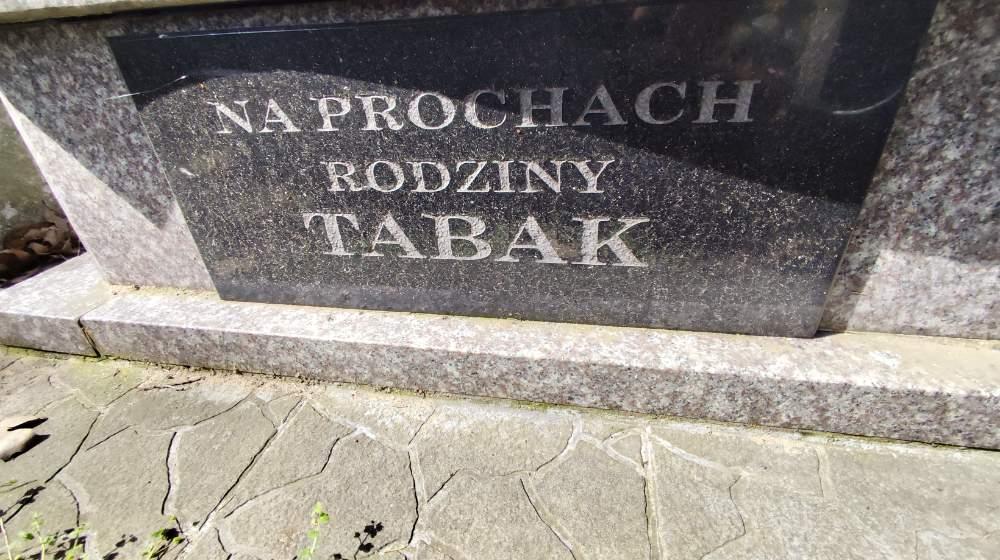 NA PROCHACH
RODZINY
TABAK